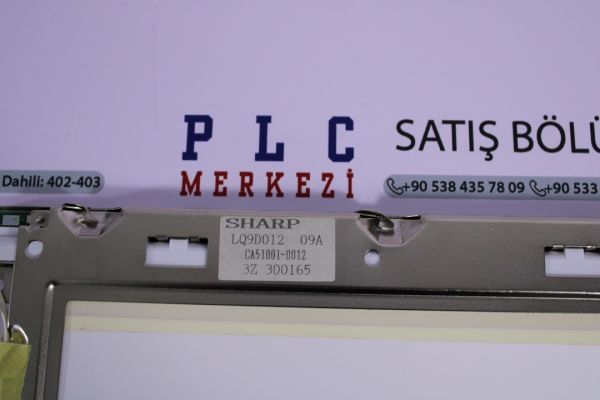 PLC
MERKEZİ
SATIŞ BÖLÜ
Dahili: 402-403
+90 538 435 78 09
+90 533
SHARP
LQ9D012 09A
CA51001-0012
3Z 300165